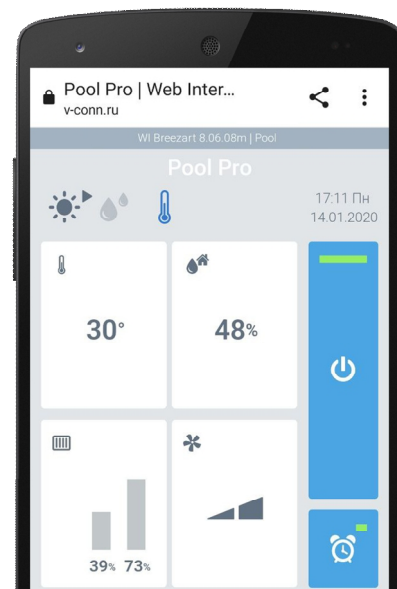 Pool Pro | Web Inter...
v-conn.ru
WI Breezart 8.06.08m | Pool
Pool Pro
17:11 Пн
14.01.2020
30°
48%
39% 73%